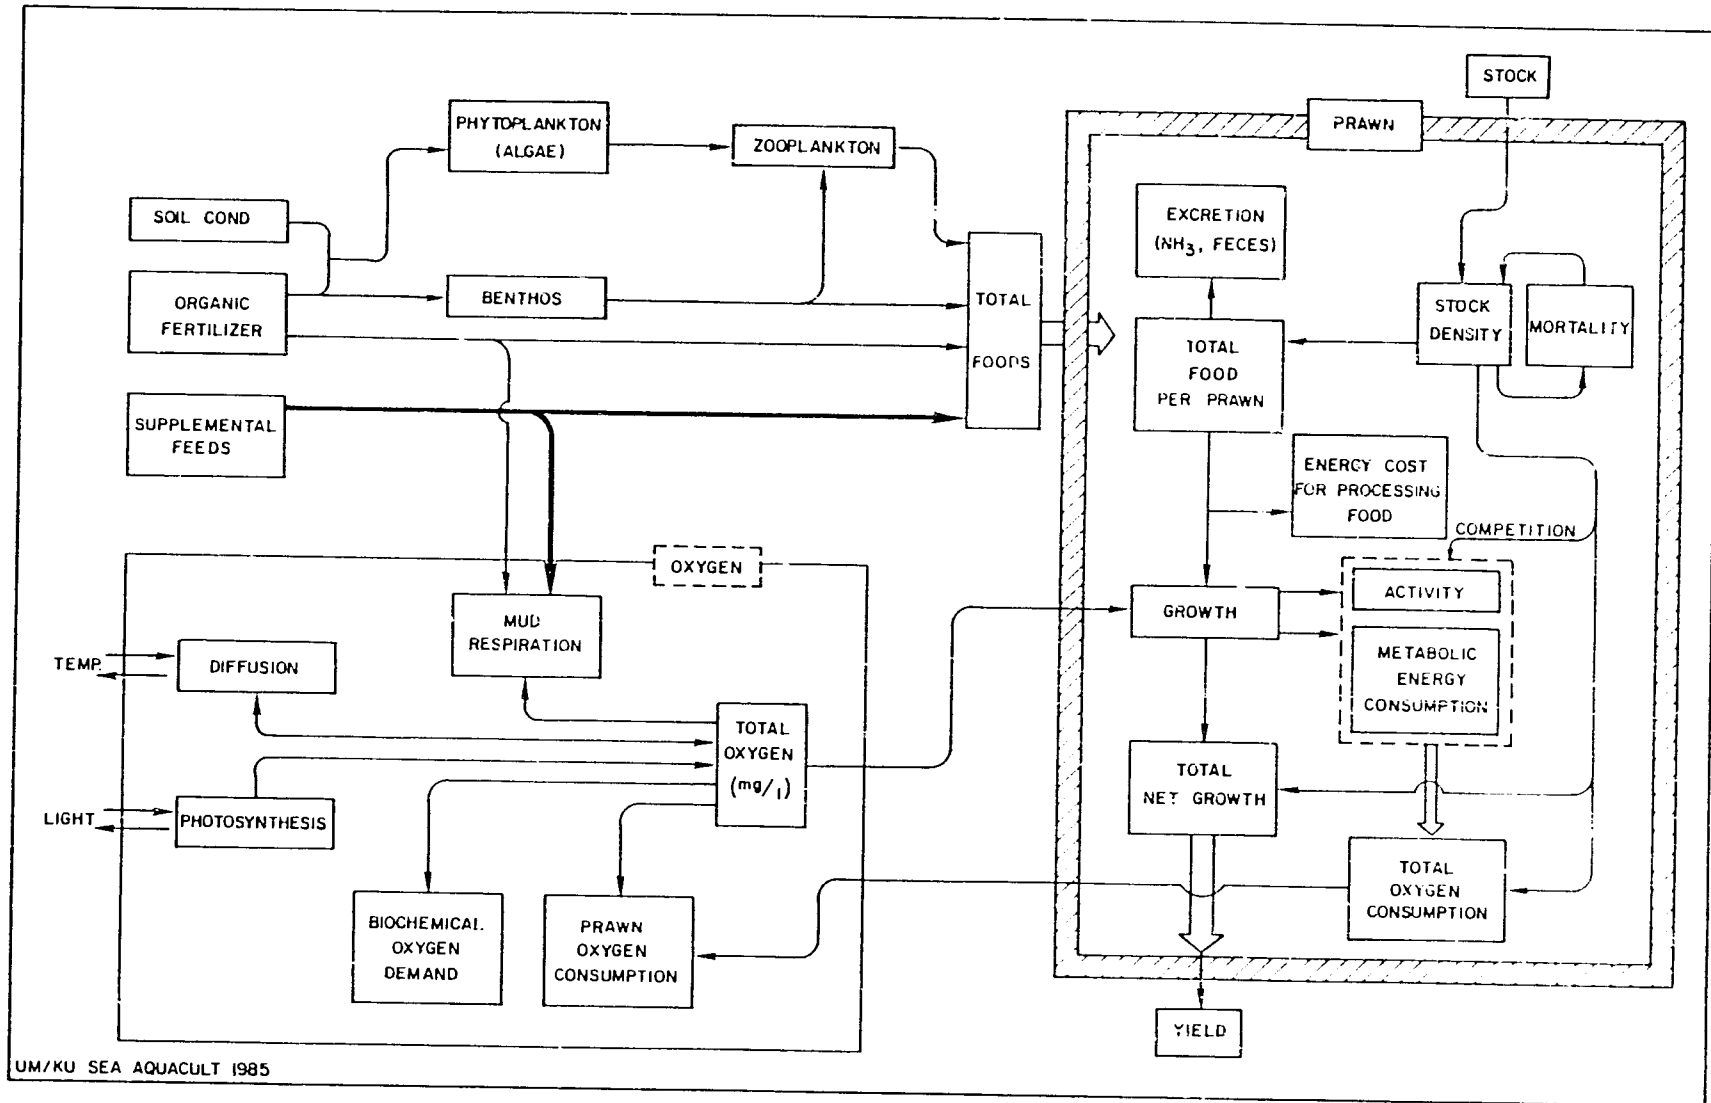 STOCK
PRAWN
PHYTOPLANKTON
(ALGAE)
ZOOPLANKTON
SOIL COND
ORGANIC
FERTILIZER
BENTHOS
SUPPLEMENTAL
FEEDS
TOTAL
FOODS
EXCRETION
(NH3, FECES)
STOCK
DENSITY
MORTALITY
TOTAL
FOOD
PER PRAWN
ENERGY COST
FOR PROCESSING
FOOD
COMPETITION
ACTIVITY
METABOLIC
ENERGY
CONSUMPTION
GROWTH
TOTAL
NET GROWTH
TOTAL
OXYGEN
CONSUMPTION
YIELD
OXYGEN
MUD
RESPIRATION
TEMP.
DIFFUSION
TOTAL
OXYGEN
(mg/l)
LIGHT
PHOTOSYNTHESIS
BIOCHEMICAL
OXYGEN
DEMAND
PRAWN
OXYGEN
CONSUMPTION
UM/KU SEA AQUACULT 1985